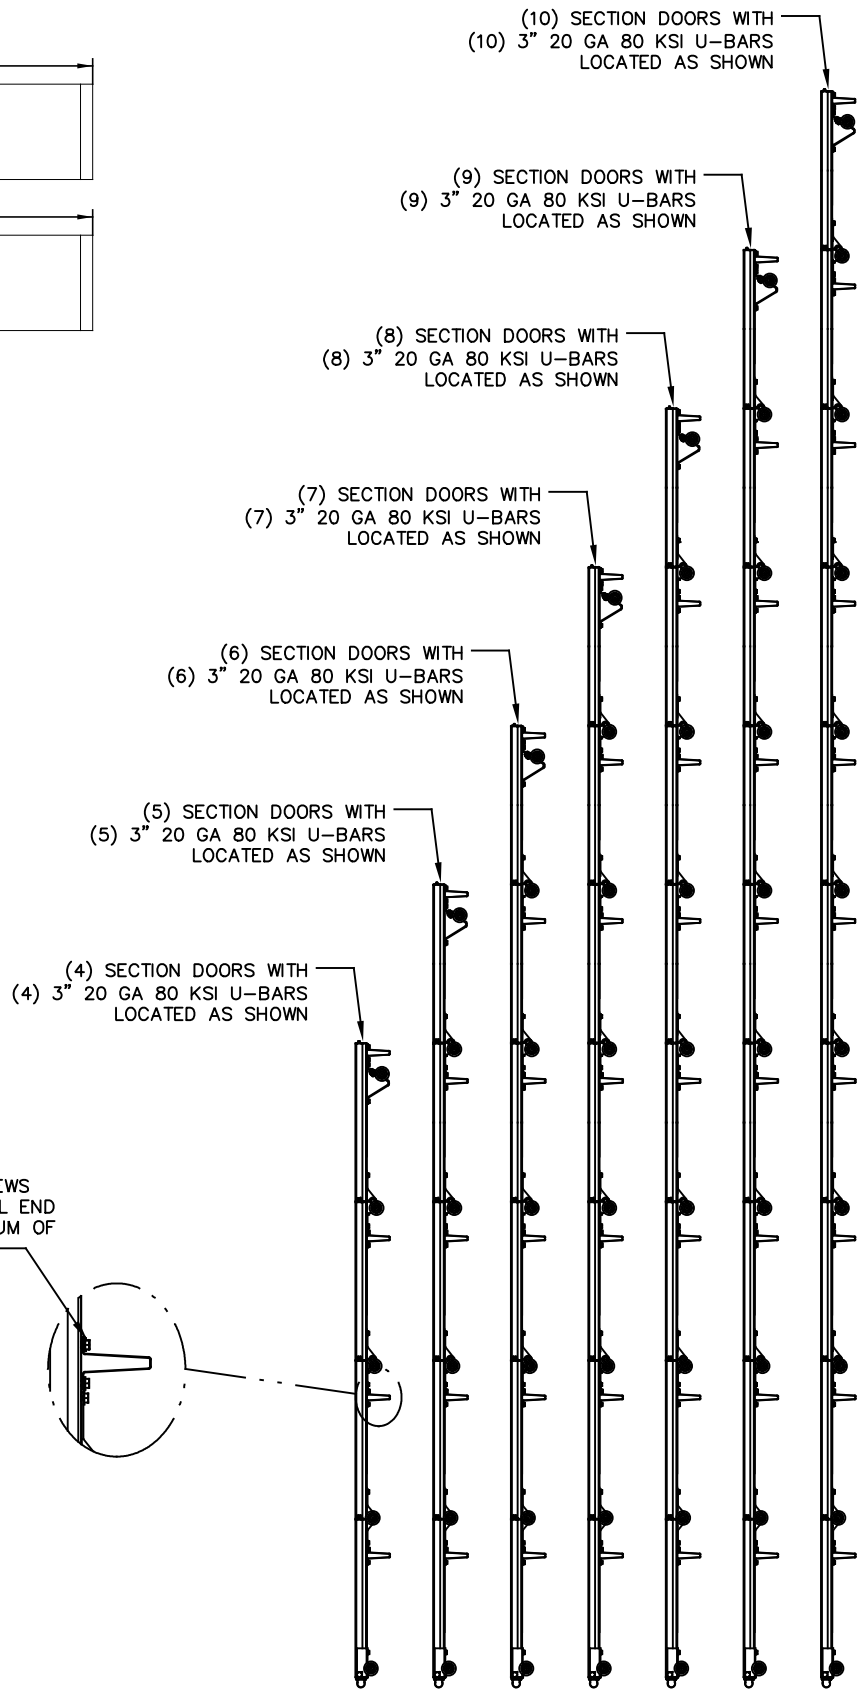 (10) SECTION DOORS WITH
(10) 3" 20 GA 80 KSI U-BARS
LOCATED AS SHOWN
(9) SECTION DOORS WITH
(9) 3" 20 GA 80 KSI U-BARS
LOCATED AS SHOWN
(8) SECTION DOORS WITH
(8) 3" 20 GA 80 KSI U-BARS
LOCATED AS SHOWN
(7) SECTION DOORS WITH
(7) 3" 20 GA 80 KSI U-BARS
LOCATED AS SHOWN
(6) SECTION DOORS WITH
(6) 3" 20 GA 80 KSI U-BARS
LOCATED AS SHOWN
(5) SECTION DOORS WITH
(5) 3" 20 GA 80 KSI U-BARS
LOCATED AS SHOWN
(4) SECTION DOORS WITH
(4) 3" 20 GA 80 KSI U-BARS
LOCATED AS SHOWN
END
OF